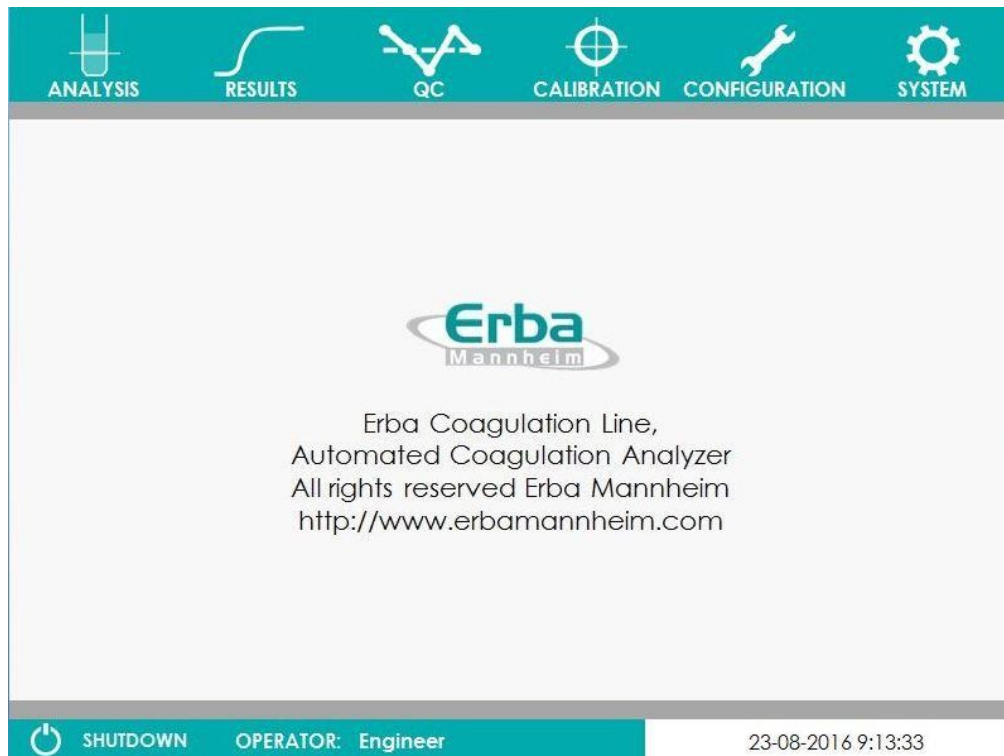 ANALYSIS RESULTS QC CALIBRATION CONFIGURATION SYSTEM
Erba
Mannheim
Erba Coagulation Line,
Automated Coagulation Analyzer
All rights reserved Erba Mannheim
http://www.erbamannheim.com
SHUTDOWN OPERATOR: Engineer 23-08-2016 9:13:33